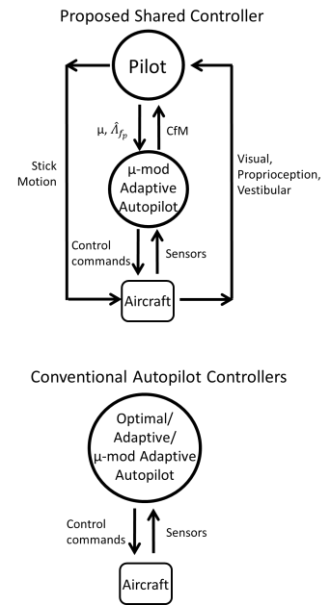 Proposed Shared Controller
Pilot
μ, Λ̂_{f_p}
CfM
Stick
Motion
Visual,
Proprioception,
Vestibular
μ-mod
Adaptive
Autopilot
Control
commands
Sensors
Aircraft
Conventional Autopilot Controllers
Optimal/
Adaptive/
μ-mod Adaptive
Autopilot
Control
commands
Sensors
Aircraft